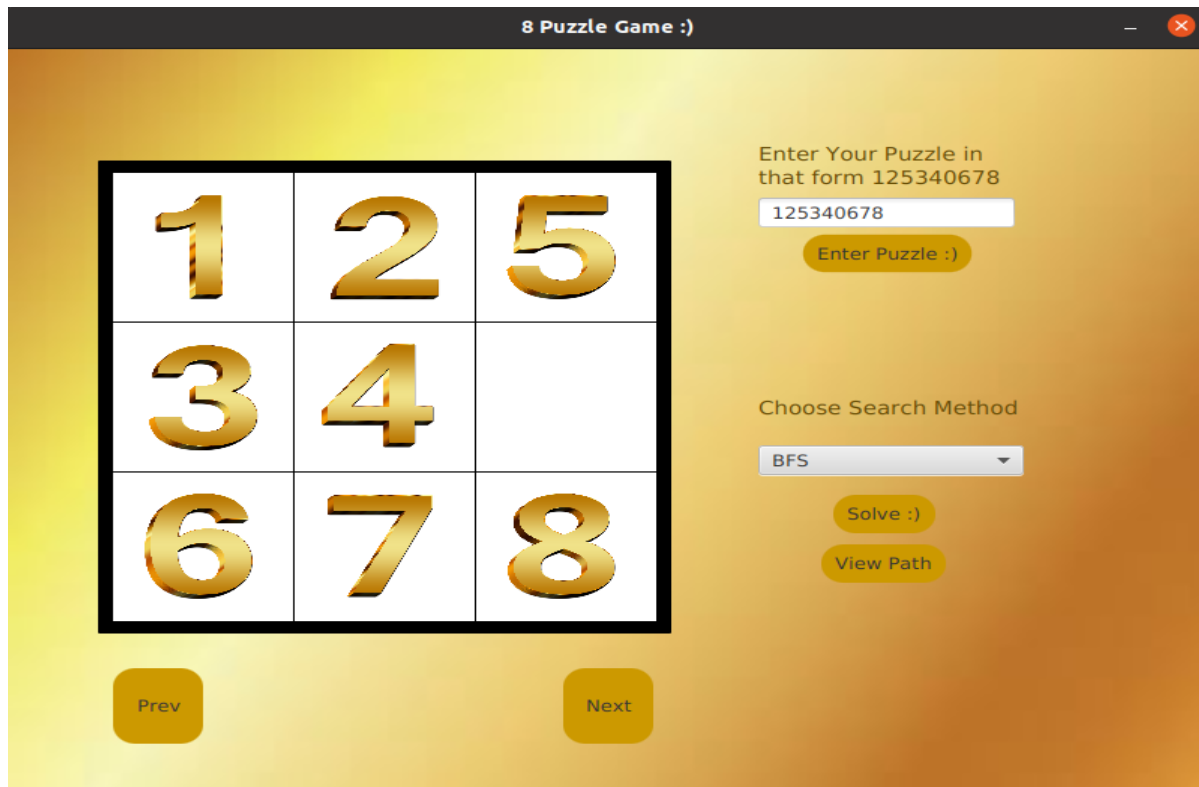 8 Puzzle Game :)
1 2 5
3 4
6 7 8
Prev
Next
Enter Your Puzzle in
that form 125340678
125340678
Enter Puzzle :)
Choose Search Method
BFS
Solve :)
View Path